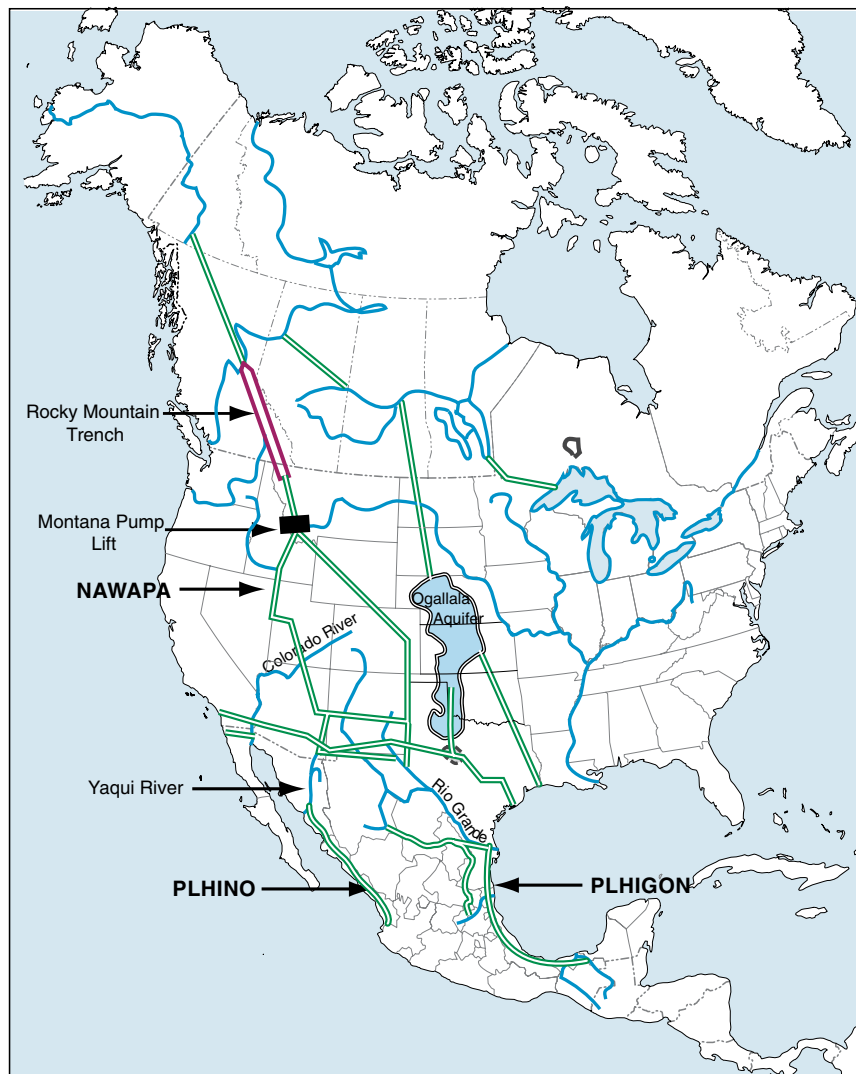 Rocky Mountain
Trench
Montana Pump
Lift
NAWAPA
Ogallala
Aquifer
Colorado River
Yaqui River
Rio Grande
PLHINO
PLHIGON